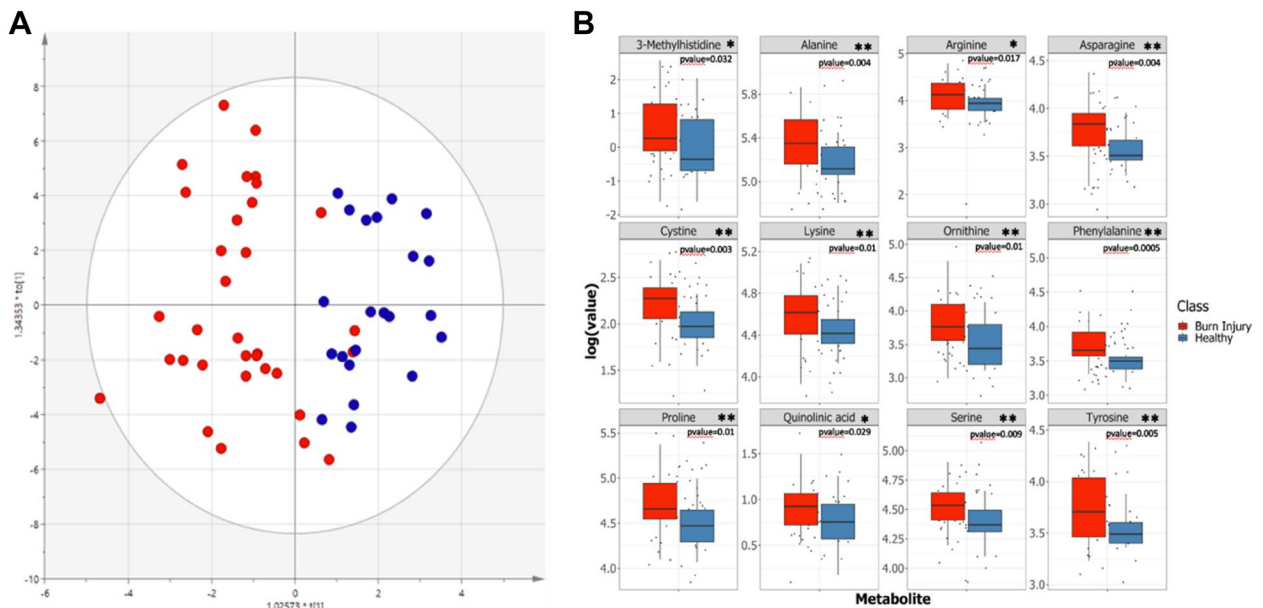 A
B
8
6
4
2
0
-2
-4
-6
-8
-10
-6
-4
-2
0
2
4
1.34353 * to[1]
1.02573 * t[1]
log(value)
3-Methylhistidine *
pvalue=0.032
2
1
0
-1
-2
Alanine **
pvalue=0.004
5.8
5.4
5.0
Arginine *
pvalue=0.017
5
4
3
2
Asparagine **
pvalue=0.004
4.5
4.0
3.5
3.0
Cystine **
pvalue=0.003
2.5
2.0
1.5
Lysine **
pvalue=0.01
5.2
4.8
4.4
4.0
Ornithine **
pvalue=0.01
5.0
4.5
4.0
3.5
3.0
Phenylalanine **
pvalue=0.0005
5.0
4.5
4.0
3.5
3.0
Proline **
pvalue=0.01
5.5
5.0
4.5
4.0
Quinolinic acid *
pvalue=0.029
1.5
1.0
0.5
Serine **
pvalue=0.009
5.00
4.75
4.50
4.25
4.00
Tyrosine **
pvalue=0.005
4.5
4.0
3.5
3.0
Metabolite
Class
Burn Injury
Healthy